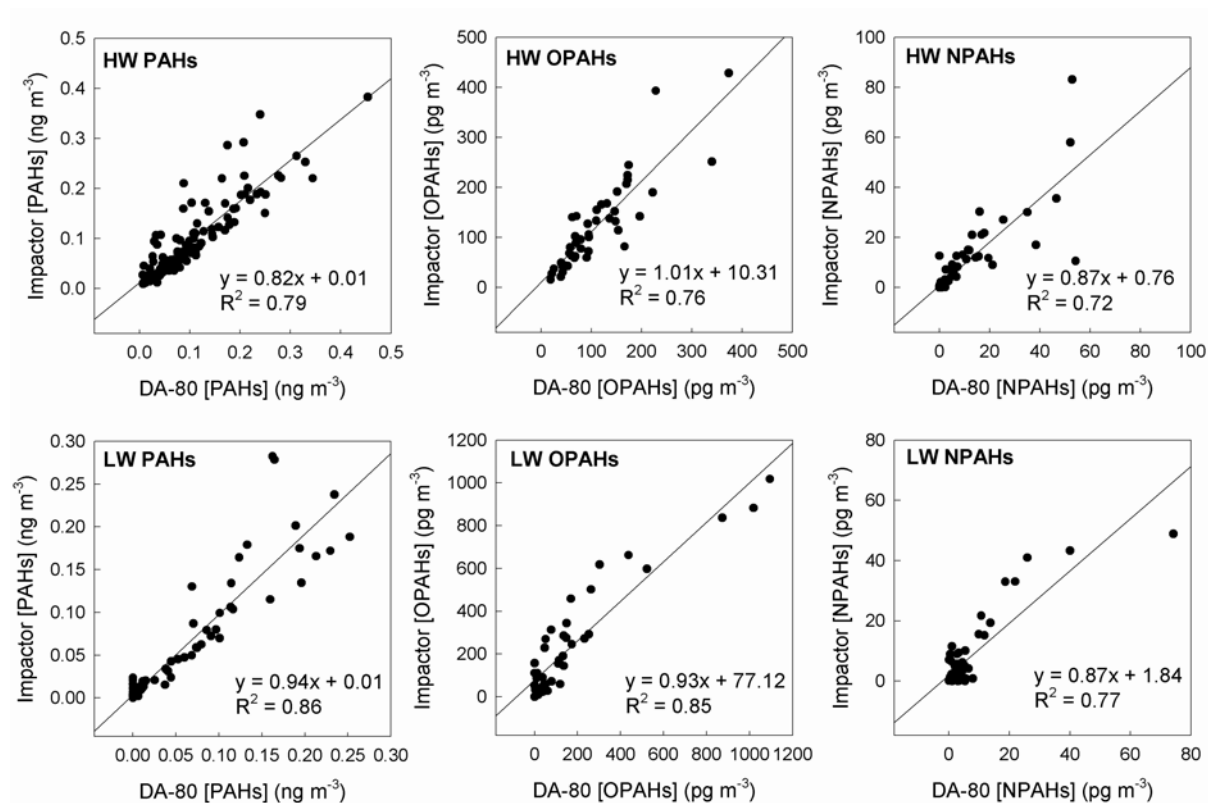 HW PAHs
Impactor [PAHs] (ng m⁻³)
0.5
0.4
0.3
0.2
0.1
0.0
y = 0.82x + 0.01
R² = 0.79
0.0 0.1 0.2 0.3 0.4 0.5
DA-80 [PAHs] (ng m⁻³)
HW OPAHs
Impactor [OPAHs] (pg m⁻³)
500
400
300
200
100
0
y = 1.01x + 10.31
R² = 0.76
0 100 200 300 400 500
DA-80 [OPAHs] (pg m⁻³)
HW NPAHs
Impactor [NPAHs] (pg m⁻³)
100
80
60
40
20
0
y = 0.87x + 0.76
R² = 0.72
0 20 40 60 80 100
DA-80 [NPAHs] (pg m⁻³)
LW PAHs
Impactor [PAHs] (ng m⁻³)
0.30
0.25
0.20
0.15
0.10
0.05
0.00
y = 0.94x + 0.01
R² = 0.86
0.00 0.05 0.10 0.15 0.20 0.25 0.30
DA-80 [PAHs] (ng m⁻³)
LW OPAHs
Impactor [OPAHs] (pg m⁻³)
1200
1000
800
600
400
200
0
y = 0.93x + 77.12
R² = 0.85
0 200 400 600 800 1000 1200
DA-80 [OPAHs] (pg m⁻³)
LW NPAHs
Impactor [NPAHs] (pg m⁻³)
80
60
40
20
0
y = 0.87x + 1.84
R² = 0.77
0 20 40 60 80
DA-80 [NPAHs] (pg m⁻³)